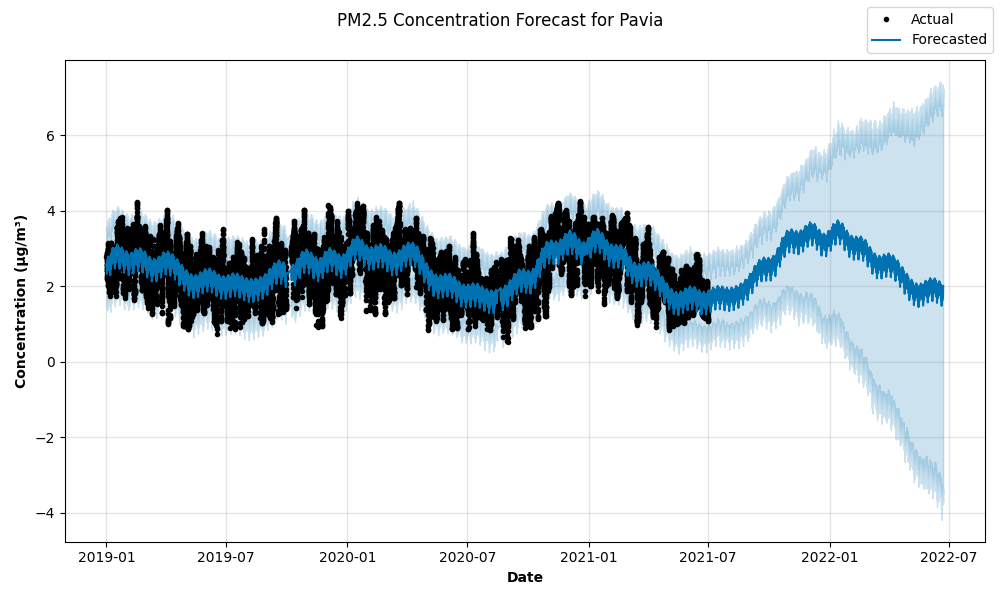 PM2.5 Concentration Forecast for Pavia
Actual
Forecasted
Concentration (µg/m³)
6
4
2
0
−2
−4
2019-01
2019-07
2020-01
2020-07
2021-01
2021-07
2022-01
2022-07
Date